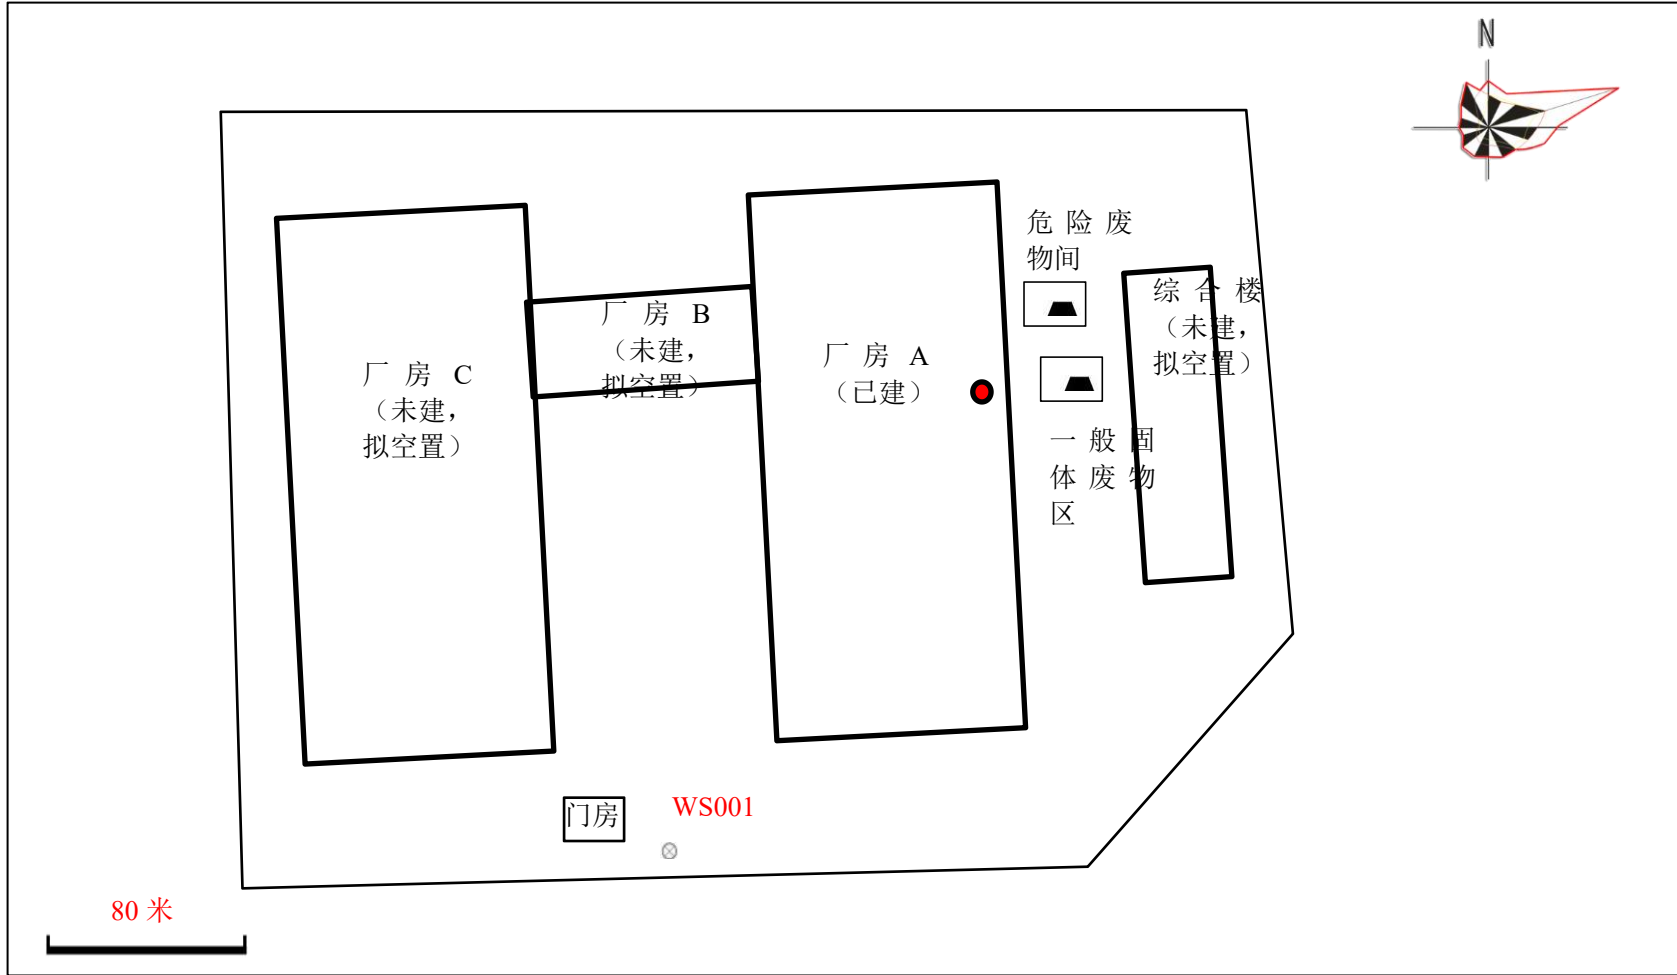 N
危险废
物间
综合楼
（未建，
拟空置）
厂房 B
（未建，
拟空置）
厂房 A
（已建）
厂房 C
（未建，
拟空置）
一般固
体废物
区
门房
WS001
80 米